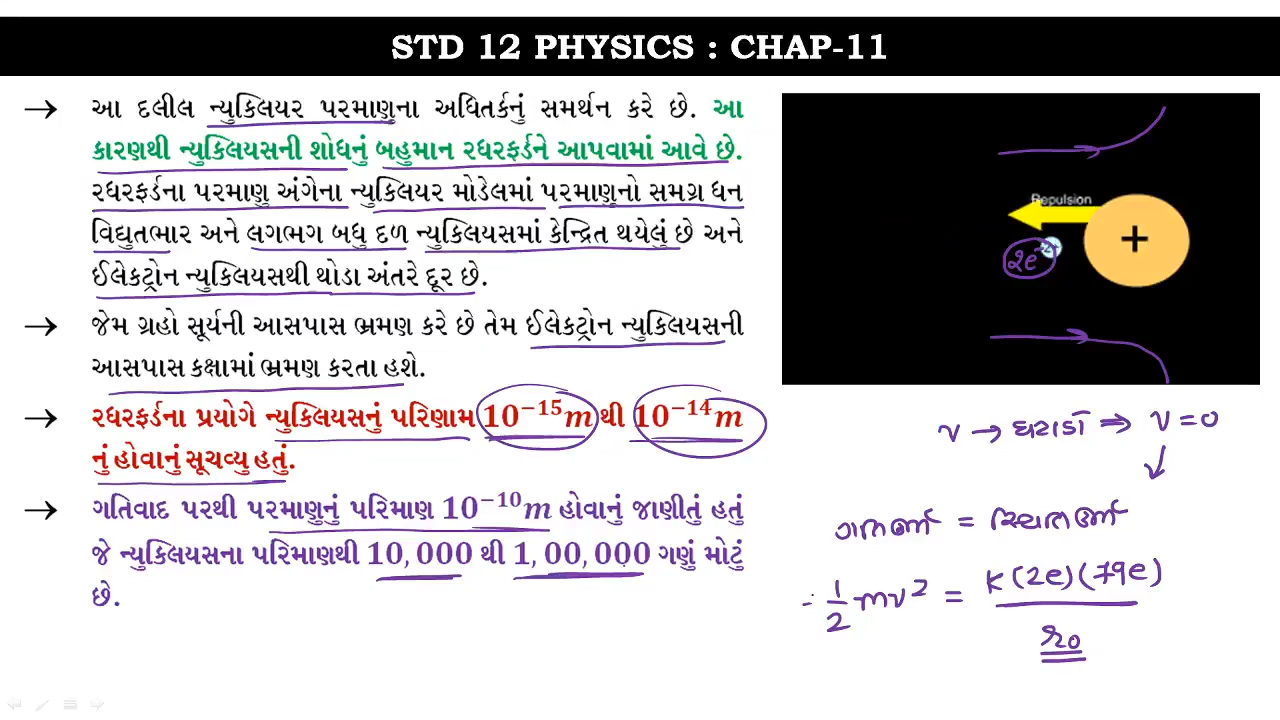 STD 12 PHYSICS : CHAP-11
→ આ દલીલ ન્યુક્લિયર પરમાણના અધિતર્કનું સમર્થન કરે છે. આ
કારણથી ન્યુક્લિયસની શોધનું બહુમાન રધરફર્ડને આપવામાં આવે છે.
રધરફર્ડના પરમાણુ અંગેના ન્યુક્લિયર મોડેલમાં પરમાણુનો સમગ્ર ધન
વિદ્યુતભાર અને લગભગ બધુ દળ ન્યુક્લિયસમાં કેન્દ્રિત થયેલું છે અને
ઈલેક્ટ્રોન ન્યુક્લિયસથી થોડા અંતરે દૂર છે.
→ જેમ ગ્રહો સૂર્યની આસપાસ ભ્રમણ કરે છે તેમ ઈલેક્ટ્રોન ન્યુક્લિયસની
આસપાસ કક્ષામાં ભ્રમણ કરતા હશે.
→ રધરફર્ડના પ્રયોગે ન્યુક્લિયસનું પરિણામ 10⁻¹⁵m થી 10⁻¹⁴m
નું હોવાનું સૂચવ્યુ હતું.
→ ગતિવાદ પરથી પરમાણુનું પરિમાણ 10⁻¹⁰m હોવાનું જાણીતું હતું
જે ન્યુક્લિયસના પરિમાણથી 10,000 થી 1,00,000 ગણું મોટું
છે.
Repulsion
+
2e
v → ઘટાડો ⇒ v = 0
ગતિઊર્જા = સ્થિતિઊર્જા
∴ 1/2 mv² = k(2e)(79e) / r₀